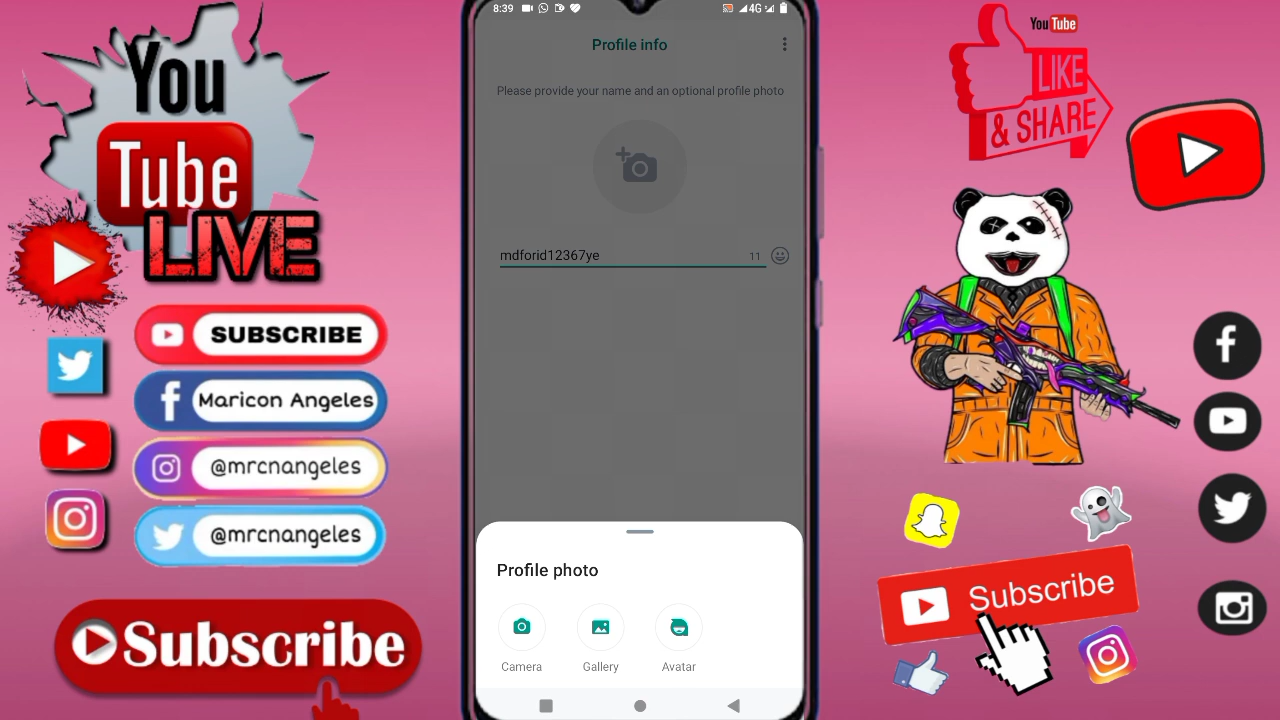 You
Tube
LIVE
SUBSCRIBE
Maricon Angeles
@mrcnangeles
@mrcnangeles
Subscribe
8:39
4G
Profile info
Please provide your name and an optional profile photo
mdforid12367ye
11
Profile photo
Camera
Gallery
Avatar
YouTube
LIKE
& SHARE
Subscribe